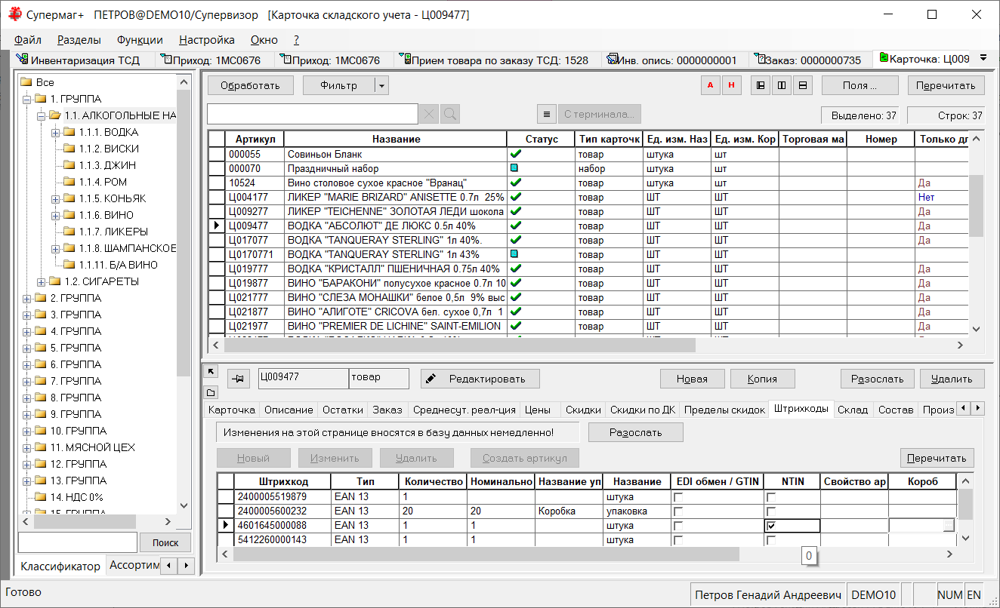 Супермаг+ ПЕТРОВ@DEMO10/Супервизор [Карточка складского учета - Ц009477]
Файл Разделы Функции Настройка Окно ?
Инвентаризация ТСД Приход: 1МС0676 Приход: 1МС0676 Прием товара по заказу ТСД: 1528 Инв. опись: 0000000001 Заказ: 0000000735 Карточка: Ц009
Все
1. ГРУППА
1.1. АЛКОГОЛЬНЫЕ НА
1.1.1. ВОДКА
1.1.2. ВИСКИ
1.1.3. ДЖИН
1.1.4. РОМ
1.1.5. КОНЬЯК
1.1.6. ВИНО
1.1.7. ЛИКЕРЫ
1.1.8. ШАМПАНСКОЕ
1.1.11. Б/А ВИНО
1.2. СИГАРЕТЫ
2. ГРУППА
3. ГРУППА
4. ГРУППА
5. ГРУППА
6. ГРУППА
7. ГРУППА
8. ГРУППА
9. ГРУППА
10. ГРУППА
11. МЯСНОЙ ЦЕХ
12. ГРУППА
13. ГРУППА
14. НДС 0%
15. ГРУППА
Поиск
Классификатор Ассортим
Обработать Фильтр А Н Поля ... Перечитать
С терминала... Выделено: 37 Строк: 37
Артикул Название Статус Тип карточк Ед. изм. Наз Ед. изм. Кор Торговая ма Номер Только дг
000055 Совиньон Бланк товар штука шт
000070 Праздничный набор набор штука шт
10524 Вино столовое сухое красное "Вранац" товар штука шт Да
Ц004177 ЛИКЕР "MARIE BRIZARD" ANISETTE 0.7л 25% товар ШТ ШТ Нет
Ц009277 ЛИКЕР "TEICHENNE" ЗОЛОТАЯ ЛЕДИ шокола товар ШТ ШТ Да
Ц009477 ВОДКА "АБСОЛЮТ" ДЕ ЛЮКС 0.5л 40% товар ШТ ШТ Да
Ц017077 ВОДКА "TANQUERAY STERLING" 1л 40%. товар ШТ ШТ Да
Ц0170771 ВОДКА "TANQUERAY STERLING" 1л 43% товар ШТ ШТ
Ц019777 ВОДКА "КРИСТАЛЛ" ПШЕНИЧНАЯ 0.75л 40% товар ШТ ШТ Да
Ц019877 ВИНО "БАРАКОНИ" полусухое красное 0.7л 10 товар ШТ ШТ Да
Ц021777 ВИНО "СЛЕЗА МОНАШКИ" белое 0,5л 9% выс товар ШТ ШТ Да
Ц021877 ВИНО "АЛИГОТЕ" CRICOVA бел. сухое 0,7л 1 товар ШТ ШТ Да
Ц021977 ВИНО "PREMIER DE LICHINE" SAINT-EMILION товар ШТ ШТ Да
Ц009477 товар Редактировать Новая Копия Разослать Удалить
Карточка Описание Остатки Заказ Среднесут. реал-ция Цены Скидки Скидки по ДК Пределы скидок Штрихкоды Склад Состав Произ
Изменения на этой странице вносятся в базу данных немедленно! Разослать
Новый Изменить Удалить Создать артикул Перечитать
Штрихкод Тип Количество Номинально Название уп Название EDI обмен / GTIN NTIN Свойство ар Короб
2400005519879 EAN 13 1 штука
2400005600232 EAN 13 20 20 Коробка упаковка
4601645000088 EAN 13 1 1 штука
5412260000143 EAN 13 1 1 штука
0
Готово Петров Генадий Андреевич DEMO10 NUM EN